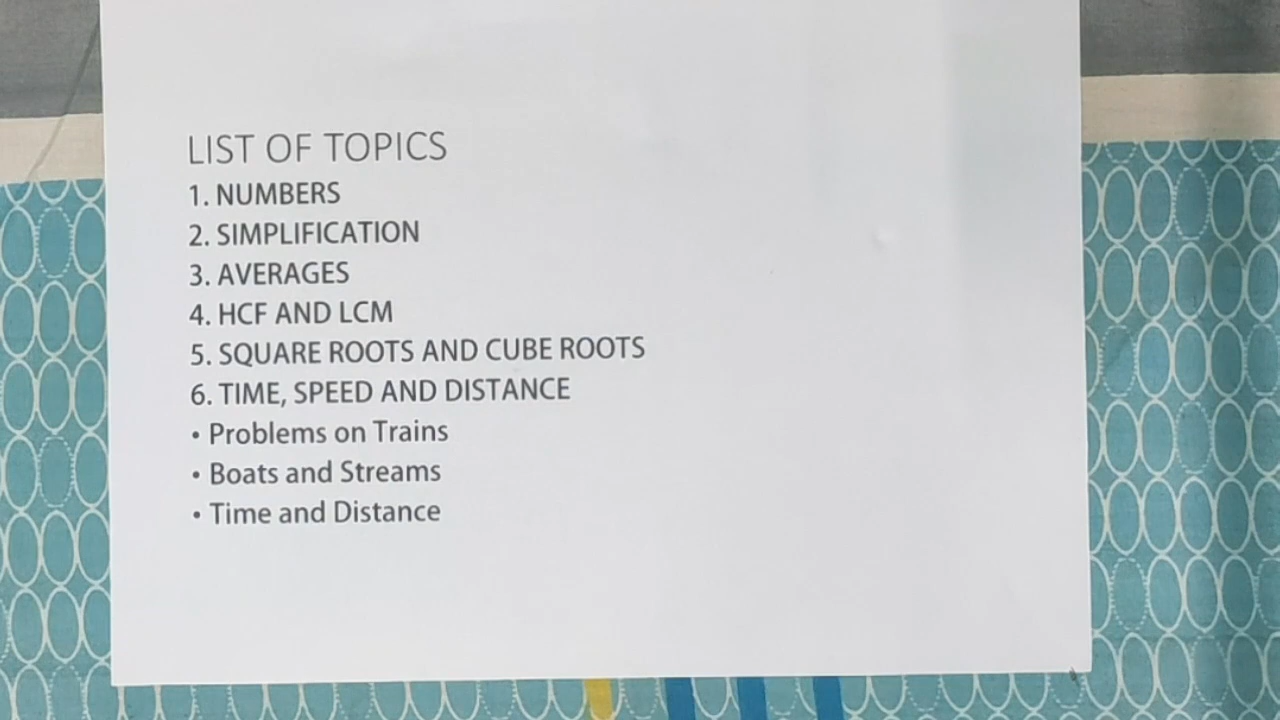 LIST OF TOPICS
1. NUMBERS
2. SIMPLIFICATION
3. AVERAGES
4. HCF AND LCM
5. SQUARE ROOTS AND CUBE ROOTS
6. TIME, SPEED AND DISTANCE
• Problems on Trains
• Boats and Streams
• Time and Distance